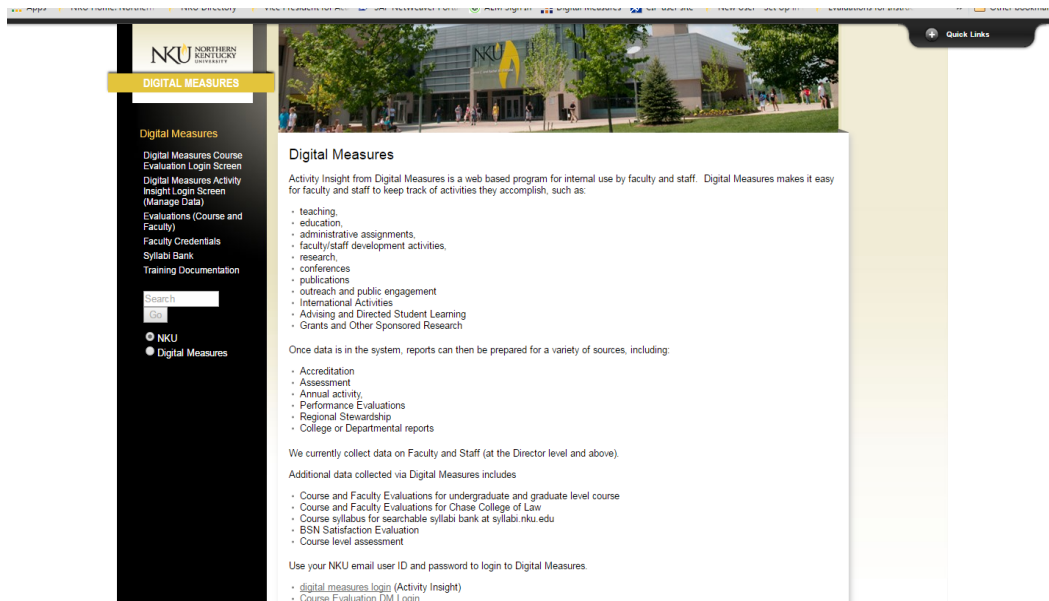 Apps
NKU Directory
Digital Measures
Quick Links
NKU NORTHERN
KENTUCKY
UNIVERSITY
DIGITAL MEASURES
NKU
Digital Measures
Digital Measures Course
Evaluation Login Screen
Digital Measures Activity
Insight Login Screen
(Manage Data)
Evaluations (Course and
Faculty)
Faculty Credentials
Syllabi Bank
Training Documentation
Search
Go
NKU
Digital Measures
Digital Measures
Activity Insight from Digital Measures is a web based program for internal use by faculty and staff.  Digital Measures makes it easy
for faculty and staff to keep track of activities they accomplish, such as:
teaching,
education,
administrative assignments,
faculty/staff development activities,
research,
conferences
publications
outreach and public engagement
International Activities
Advising and Directed Student Learning
Grants and Other Sponsored Research
Once data is in the system, reports can then be prepared for a variety of sources, including:
Accreditation
Assessment
Annual activity,
Performance Evaluations
Regional Stewardship
College or Departmental reports
We currently collect data on Faculty and Staff (at the Director level and above).
Additional data collected via Digital Measures includes
Course and Faculty Evaluations for undergraduate and graduate level course
Course and Faculty Evaluations for Chase College of Law
Course syllabus for searchable syllabi bank at syllabi.nku.edu
BSN Satisfaction Evaluation
Course level assessment
Use your NKU email user ID and password to login to Digital Measures.
digital measures login (Activity Insight)
Course Evaluation DM Login